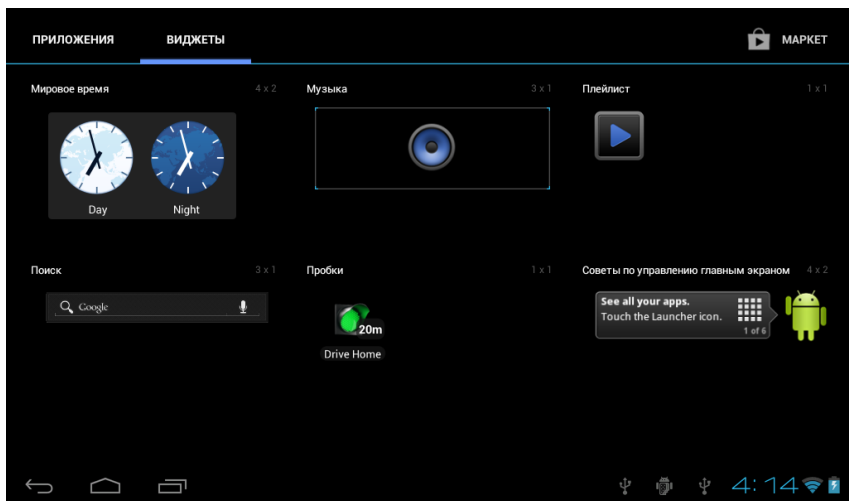 ПРИЛОЖЕНИЯ ВИДЖЕТЫ МАРКЕТ
Мировое время 4 x 2 Музыка 3 x 1 Плейлист 1 x 1
Day Night
Поиск 3 x 1 Пробки 1 x 1 Советы по управлению главным экраном 4 x 2
Google
20m
Drive Home
See all your apps.
Touch the Launcher icon.
1 of 6
4:14